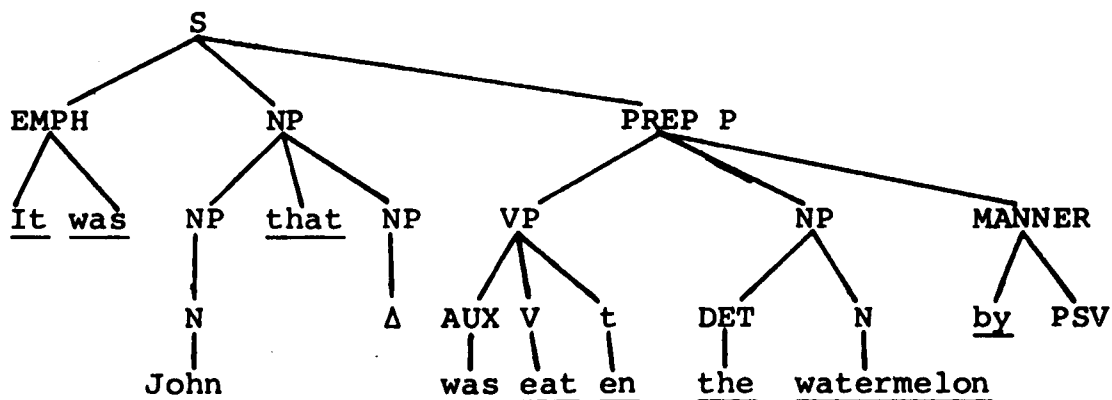 S
EMPH NP PREP P
It was NP that NP VP NP MANNER
N Δ AUX V t DET N by PSV
John was eat en the watermelon